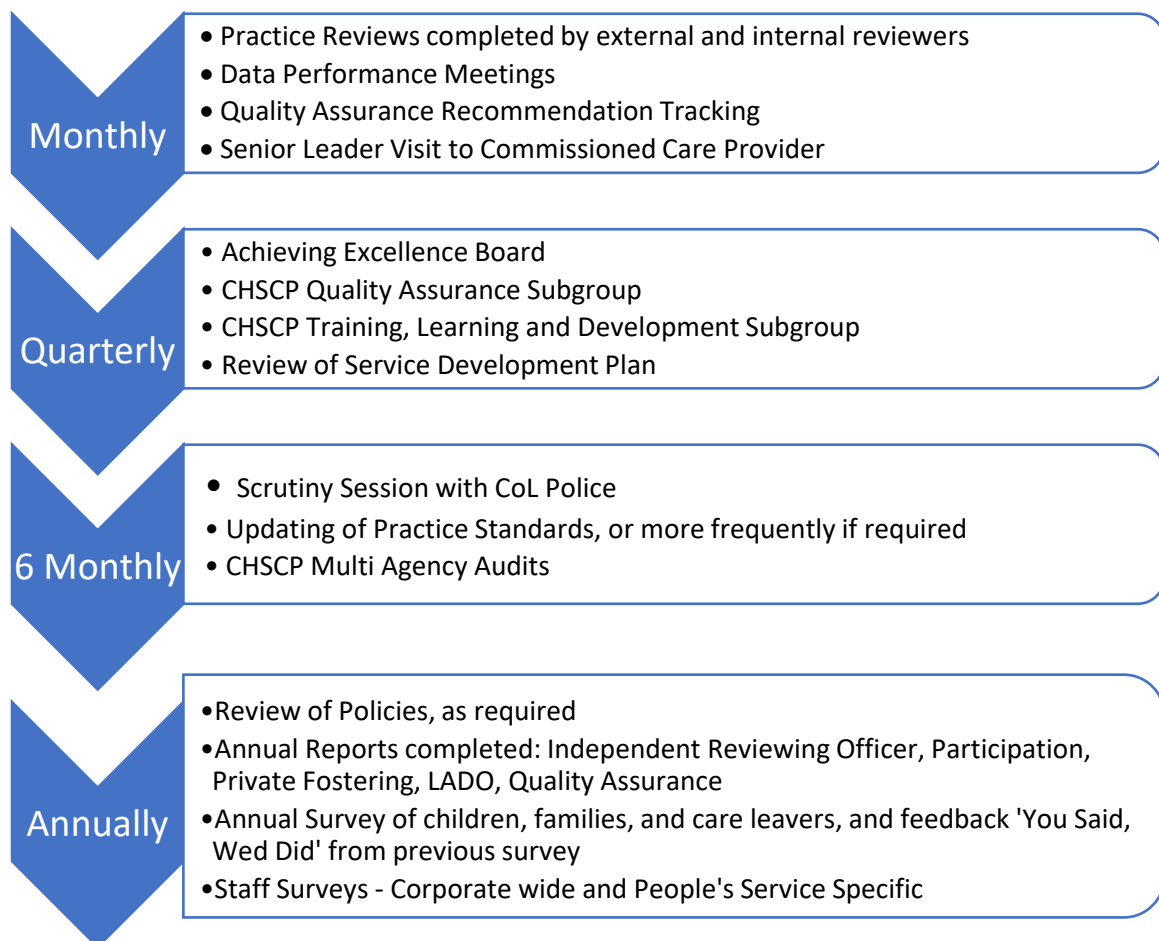 Monthly
• Practice Reviews completed by external and internal reviewers
• Data Performance Meetings
• Quality Assurance Recommendation Tracking
• Senior Leader Visit to Commissioned Care Provider
Quarterly
• Achieving Excellence Board
• CHSCP Quality Assurance Subgroup
• CHSCP Training, Learning and Development Subgroup
• Review of Service Development Plan
6 Monthly
• Scrutiny Session with CoL Police
• Updating of Practice Standards, or more frequently if required
• CHSCP Multi Agency Audits
Annually
•Review of Policies, as required
•Annual Reports completed: Independent Reviewing Officer, Participation,
Private Fostering, LADO, Quality Assurance
•Annual Survey of children, families, and care leavers, and feedback 'You Said,
Wed Did' from previous survey
•Staff Surveys - Corporate wide and People's Service Specific